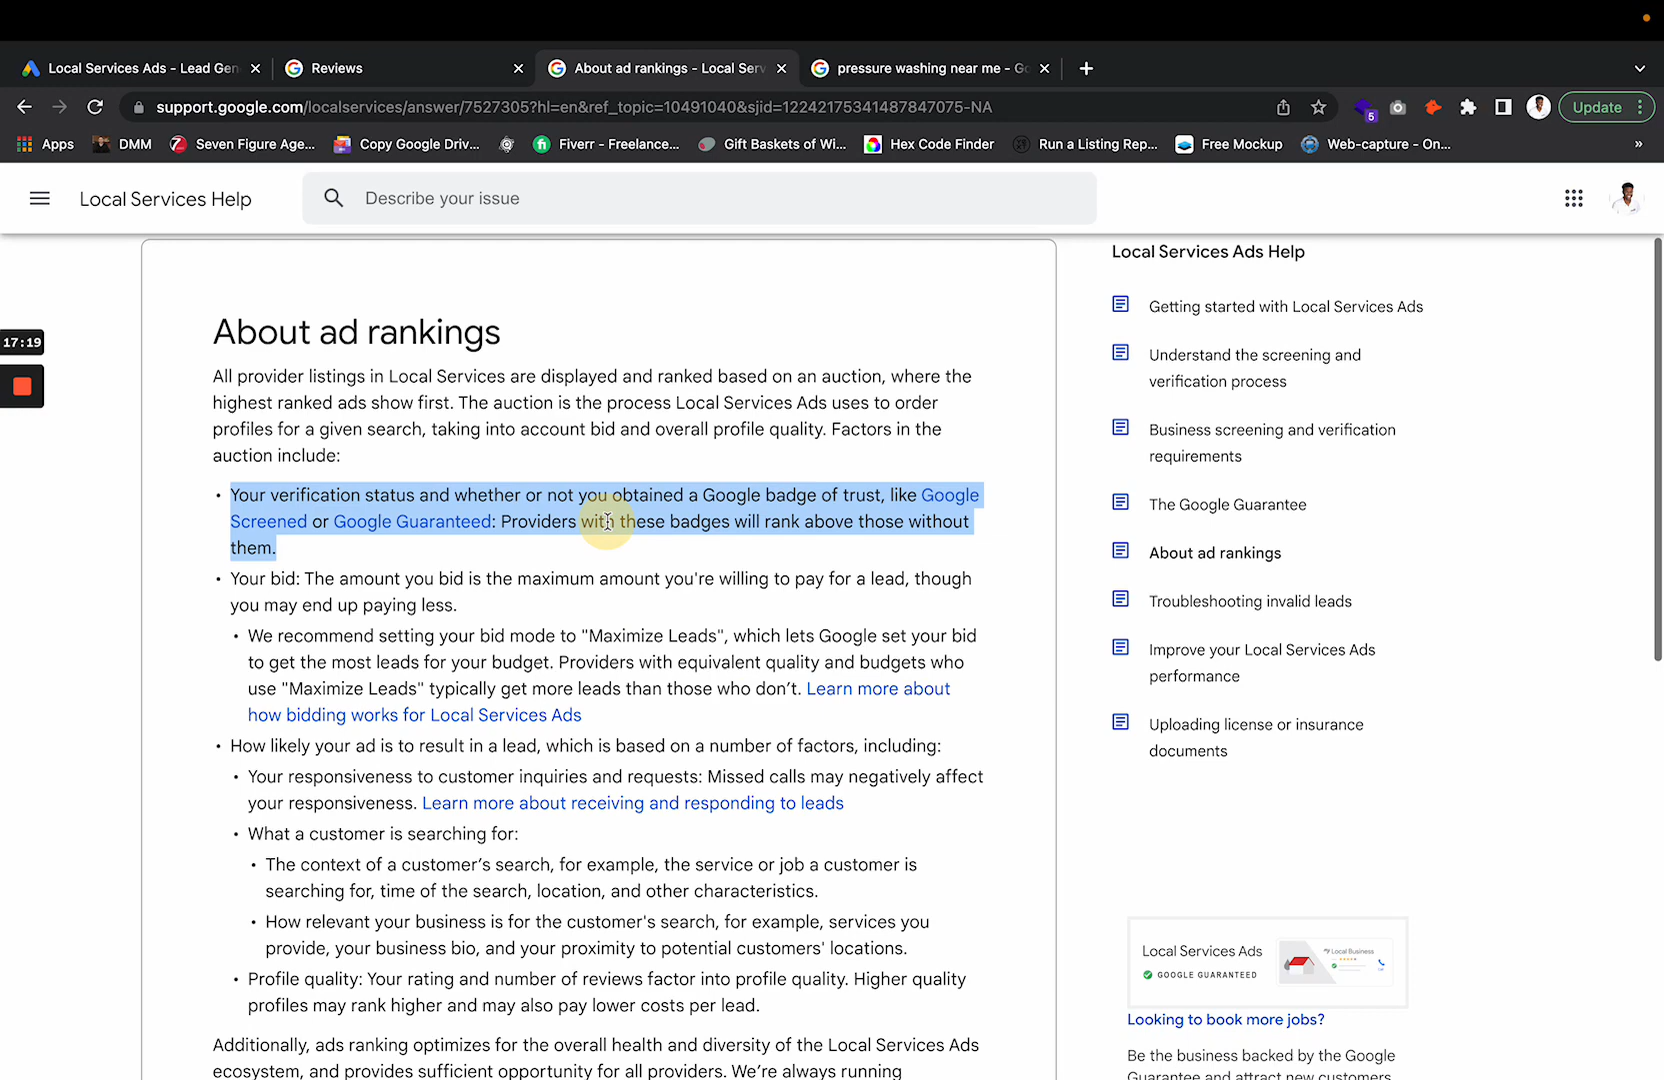 Local Services Ads - Lead Gen
Reviews
About ad rankings - Local Serv
pressure washing near me - Go
support.google.com/localservices/answer/7527305?hl=en&ref_topic=10491040&sjid=12242175341487847075-NA
5
Update
Apps
DMM
Seven Figure Age...
Copy Google Driv...
Fiverr - Freelance...
Gift Baskets of Wi...
Hex Code Finder
Run a Listing Rep...
Free Mockup
Web-capture - On...
»
Local Services Help
Describe your issue
17:19
About ad rankings
All provider listings in Local Services are displayed and ranked based on an auction, where the
highest ranked ads show first. The auction is the process Local Services Ads uses to order
profiles for a given search, taking into account bid and overall profile quality. Factors in the
auction include:
• Your verification status and whether or not you obtained a Google badge of trust, like Google
Screened or Google Guaranteed: Providers with these badges will rank above those without
them.
• Your bid: The amount you bid is the maximum amount you're willing to pay for a lead, though
you may end up paying less.
• We recommend setting your bid mode to "Maximize Leads", which lets Google set your bid
to get the most leads for your budget. Providers with equivalent quality and budgets who
use "Maximize Leads" typically get more leads than those who don’t. Learn more about
how bidding works for Local Services Ads
• How likely your ad is to result in a lead, which is based on a number of factors, including:
• Your responsiveness to customer inquiries and requests: Missed calls may negatively affect
your responsiveness. Learn more about receiving and responding to leads
• What a customer is searching for:
• The context of a customer’s search, for example, the service or job a customer is
searching for, time of the search, location, and other characteristics.
• How relevant your business is for the customer's search, for example, services you
provide, your business bio, and your proximity to potential customers' locations.
• Profile quality: Your rating and number of reviews factor into profile quality. Higher quality
profiles may rank higher and may also pay lower costs per lead.
Additionally, ads ranking optimizes for the overall health and diversity of the Local Services Ads
ecosystem, and provides sufficient opportunity for all providers. We’re always running
Local Services Ads Help
Getting started with Local Services Ads
Understand the screening and
verification process
Business screening and verification
requirements
The Google Guarantee
About ad rankings
Troubleshooting invalid leads
Improve your Local Services Ads
performance
Uploading license or insurance
documents
Local Services Ads
GOOGLE GUARANTEED
Local Business
Looking to book more jobs?
Be the business backed by the Google
Guarantee and attract new customers